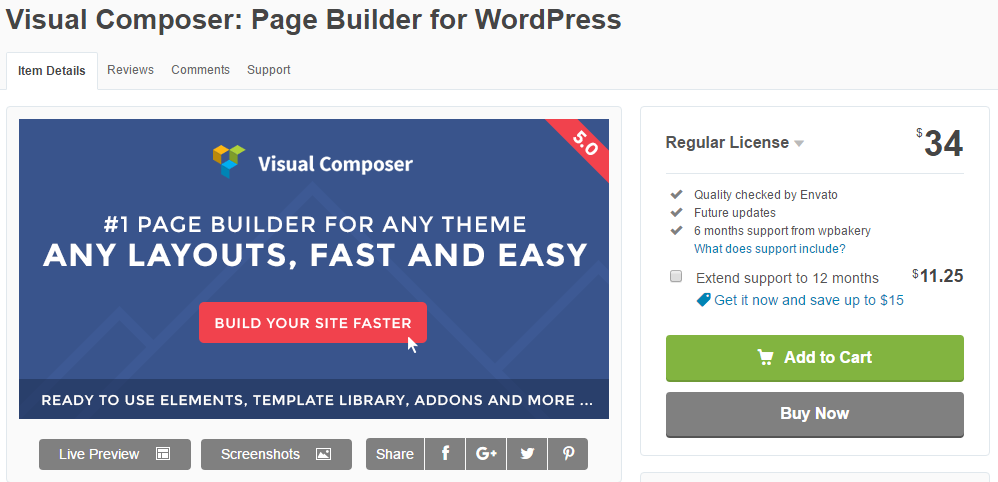 Visual Composer: Page Builder for WordPress
Item Details Reviews Comments Support
5.0
Visual Composer
#1 PAGE BUILDER FOR ANY THEME
ANY LAYOUTS, FAST AND EASY
BUILD YOUR SITE FASTER
READY TO USE ELEMENTS, TEMPLATE LIBRARY, ADDONS AND MORE ...
Live Preview Screenshots Share f G+
Regular License $34
Quality checked by Envato
Future updates
6 months support from wpbakery
What does support include?
Extend support to 12 months $11.25
Get it now and save up to $15
Add to Cart
Buy Now